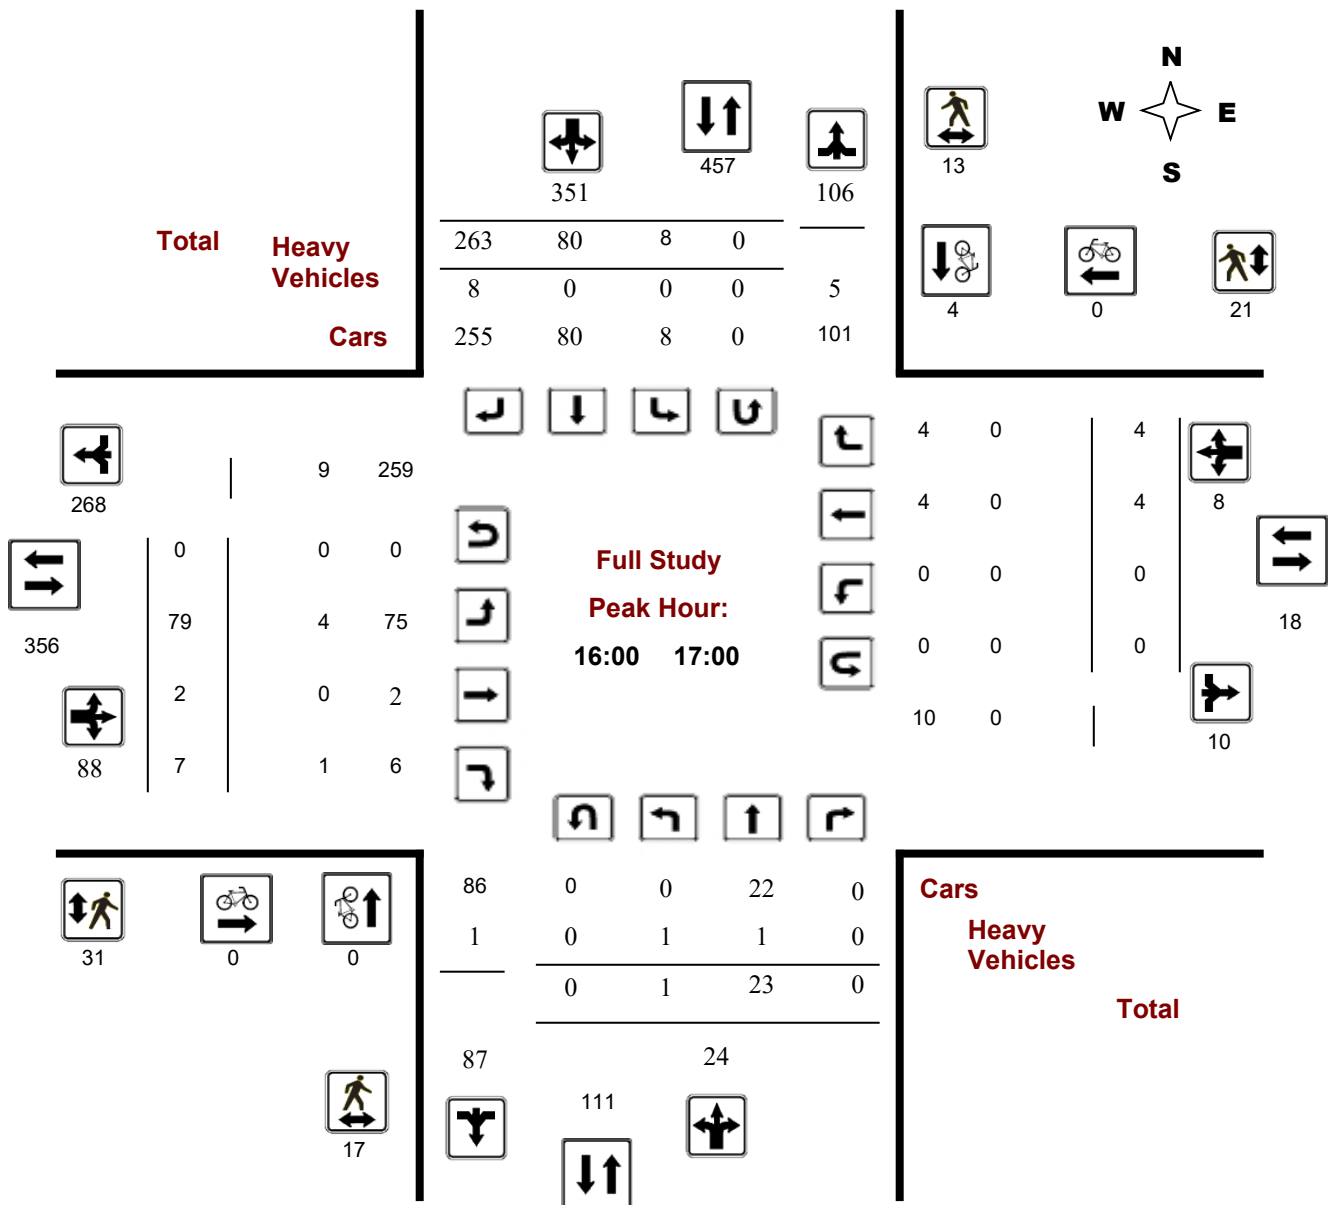 N
W E
S
457
13
351 106
Total Heavy Vehicles
263 80 8 0
8 0 0 0 5
Cars 255 80 8 0 101
4 0 21
4 0 4
9 259
268
4 0 4 8
0 0 0
Full Study
0 0 0
Peak Hour:
79 4 75
356
18
16:00 17:00
0 0 0
2 0 2
10 0
10
88 7 1 6
86 0 0 22 0
Cars
1 0 1 1 0
Heavy
Vehicles
31 0 0
0 1 23 0
Total
87 24
111
17